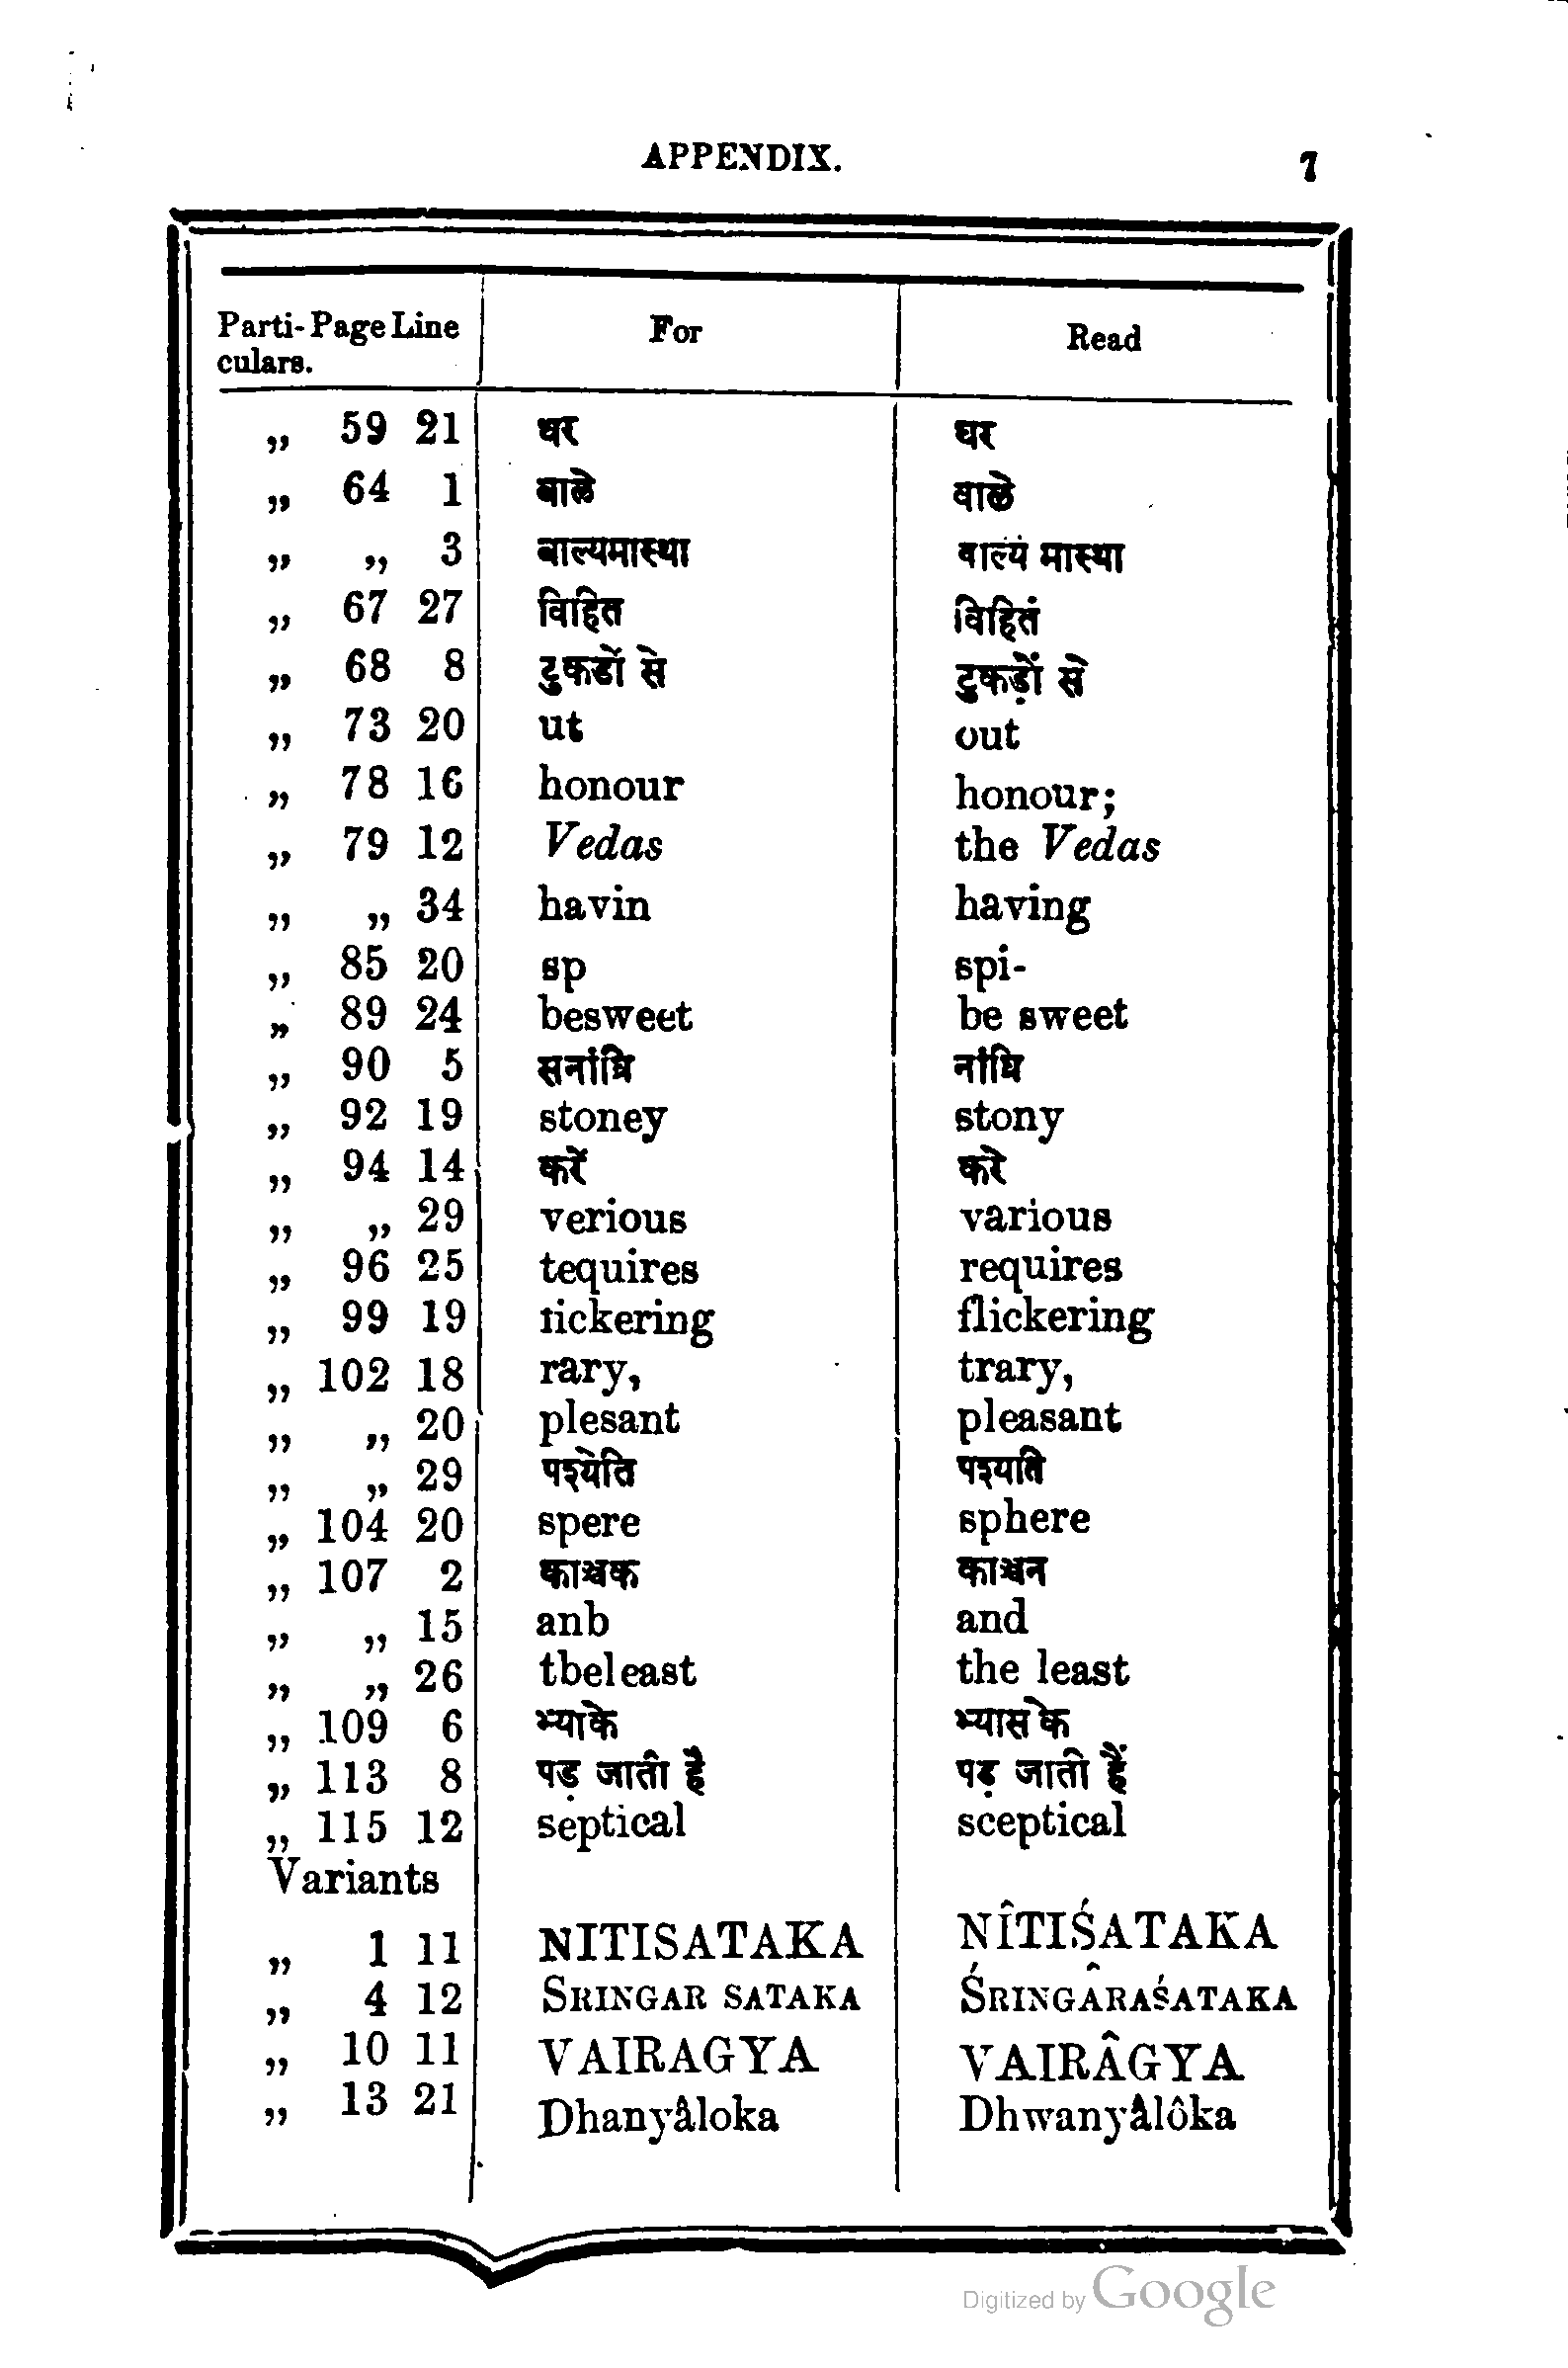 APPENDIX. 7
Parti- Page Line For Read
culars.
„ 59 21 धर घर
„ 64 1 बाले वाले
„ „ 3 बाल्यमास्था वाल्यं मास्था
„ 67 27 विहित विहितं
„ 68 8 टुकडों से टुकड़ों से
„ 73 20 ut out
„ 78 16 honour honour;
„ 79 12 Vedas the Vedas
„ „ 34 havin having
„ 85 20 sp spi-
„ 89 24 besweet be sweet
„ 90 5 सनांघ्रि नांघ्रि
„ 92 19 stoney stony
„ 94 14 करें करे
„ „ 29 verious various
„ 96 25 tequires requires
„ 99 19 lickering flickering
„ 102 18 rary, trary,
„ „ 20 plesant pleasant
„ „ 29 पश्येति पश्यति
„ 104 20 spere sphere
„ 107 2 काञ्चक काञ्चन
„ „ 15 anb and
„ „ 26 tbeleast the least
„ 109 6 भ्याके भ्यास के
„ 113 8 पड़ जाती है पड़ जाती हैं
„ 115 12 septical sceptical
Variants
„ 1 11 NITISATAKA NÎTIŚATAKA
„ 4 12 SRINGAR SATAKA ŚRINGÂRAŚATAKA
„ 10 11 VAIRAGYA VAIRÂGYA
„ 13 21 Dhanyâloka Dhwanyâlôka
Digitized by Google